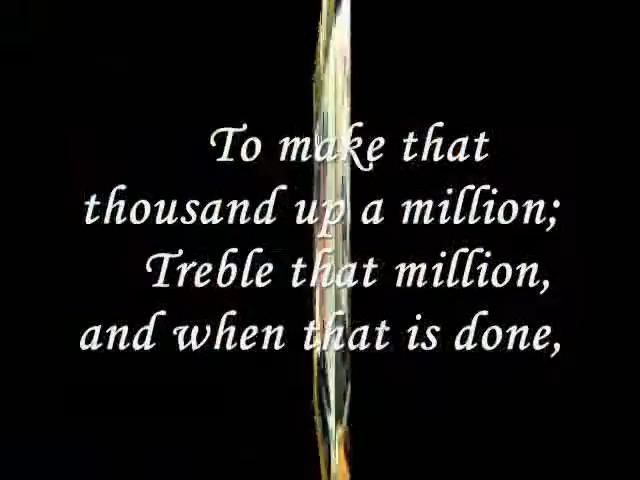 To make that
thousand up a million;
Treble that million,
and when that is done,